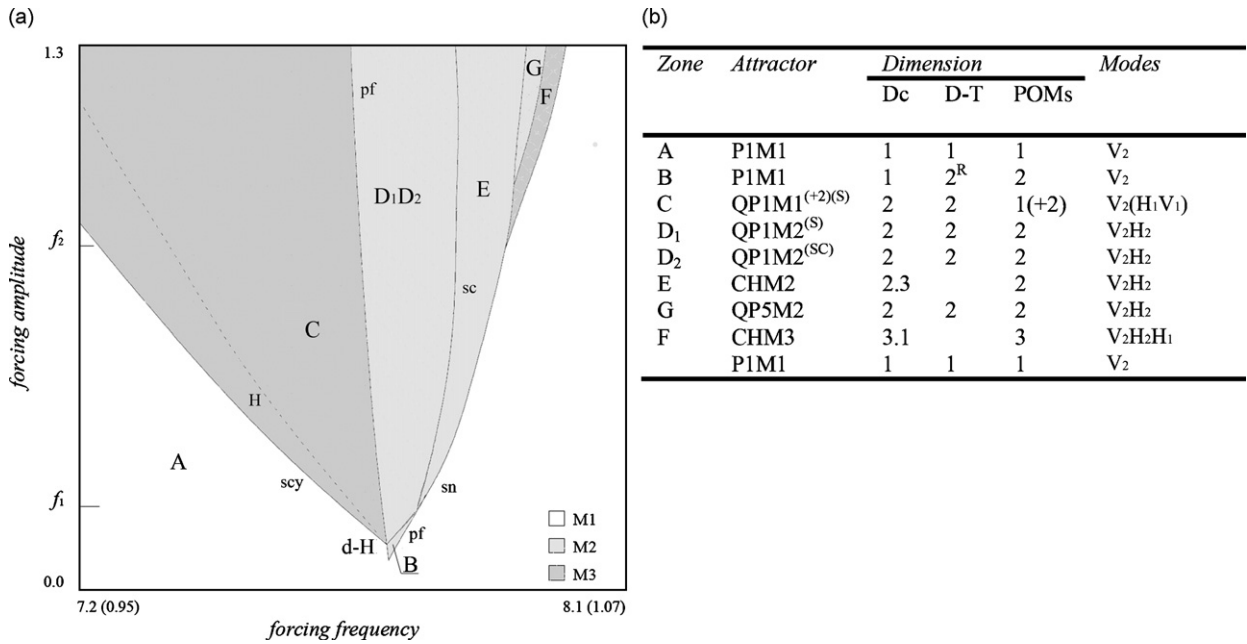 (a)
1.3
f₂
forcing amplitude
f₁
0.0
pf
G
F
D₁D₂
E
C
sc
H
A
scy
sn
d-H
pf
B
M1
M2
M3
7.2 (0.95)
8.1 (1.07)
forcing frequency
(b)
Zone Attractor Dimension Modes
Dc D-T POMs
A P1M1 1 1 1 V₂
B P1M1 1 2ᴿ 2 V₂
C QP1M1⁽⁺²⁾⁽ˢ⁾ 2 2 1(+2) V₂(H₁V₁)
D₁ QP1M2⁽ˢ⁾ 2 2 2 V₂H₂
D₂ QP1M2⁽ˢᶜ⁾ 2 2 2 V₂H₂
E CHM2 2.3 2 V₂H₂
G QP5M2 2 2 2 V₂H₂
F CHM3 3.1 3 V₂H₂H₁
P1M1 1 1 1 V₂